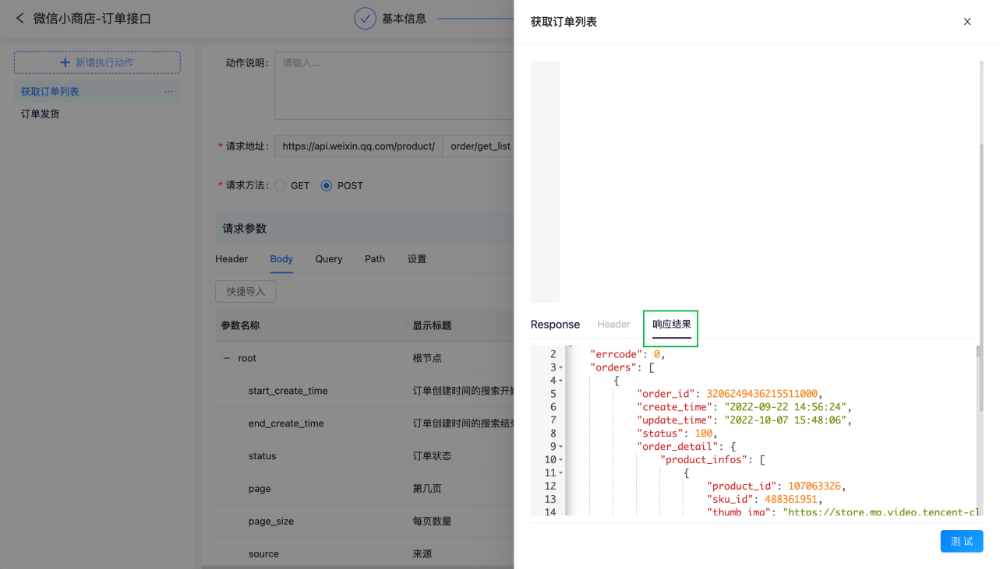 微信小商店-订单接口
基本信息
新增执行动作
获取订单列表
订单发货
动作说明:
请输入...
* 请求地址: https://api.weixin.qq.com/product/ order/get_list
* 请求方法: GET POST
请求参数
Header Body Query Path 设置
快捷导入
参数名称 显示标题
root 根节点
start_create_time 订单创建时间的搜索开始
end_create_time 订单创建时间的搜索结束
status 订单状态
page 第几页
page_size 每页数量
source 来源
获取订单列表
Response Header 响应结果
2 "errcode": 0,
3 "orders": [
4 {
5 "order_id": 3206249436215511000,
6 "create_time": "2022-09-22 14:56:24",
7 "update_time": "2022-10-07 15:48:06",
8 "status": 100,
9 "order_detail": {
10 "product_infos": [
11 {
12 "product_id": 107063326,
13 "sku_id": 488361951,
14 "thumb_img": "https://store.mp.video.tencent-cl
测 试